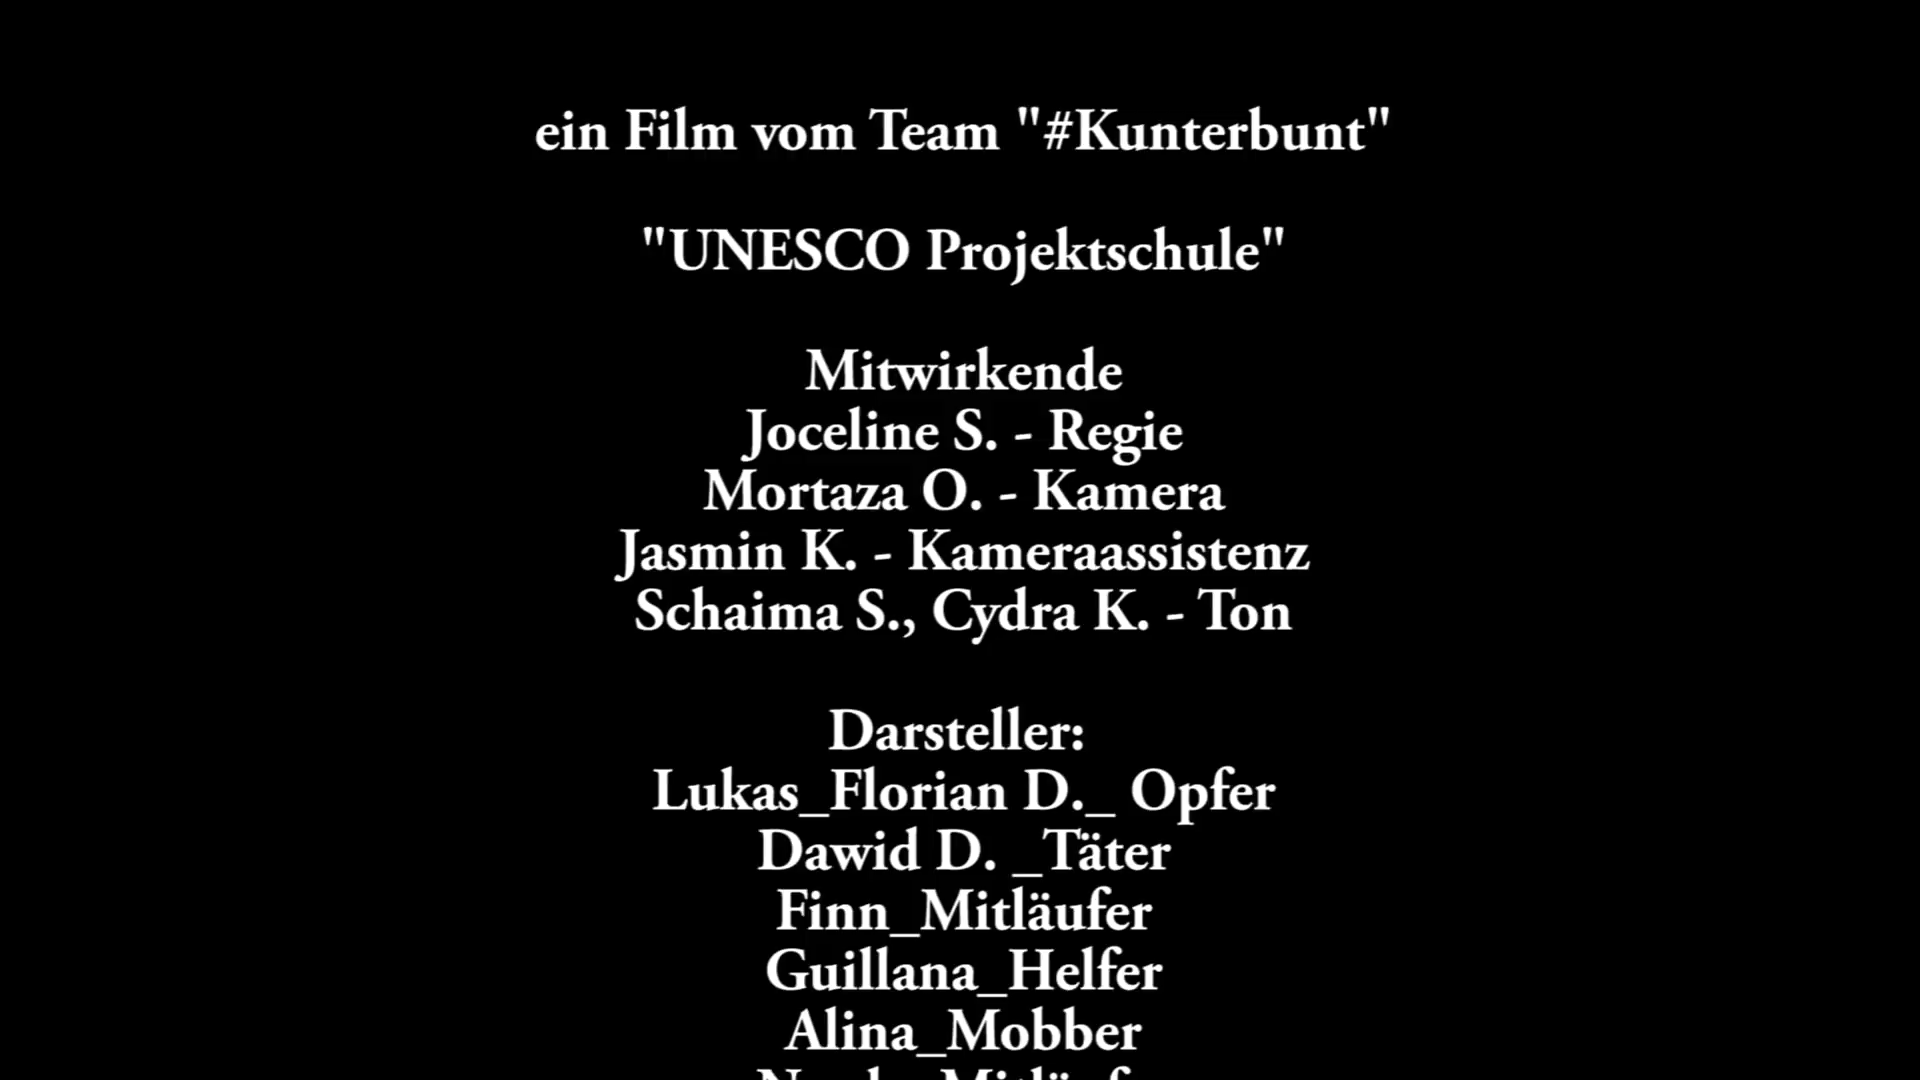 ein Film vom Team "#Kunterbunt"
"UNESCO Projektschule"
Mitwirkende
Joceline S. - Regie
Mortaza O. - Kamera
Jasmin K. - Kameraassistenz
Schaima S., Cydra K. - Ton
Darsteller:
Lukas_Florian D._ Opfer
Dawid D. _Täter
Finn_Mitläufer
Guillana_Helfer
Alina_Mobber